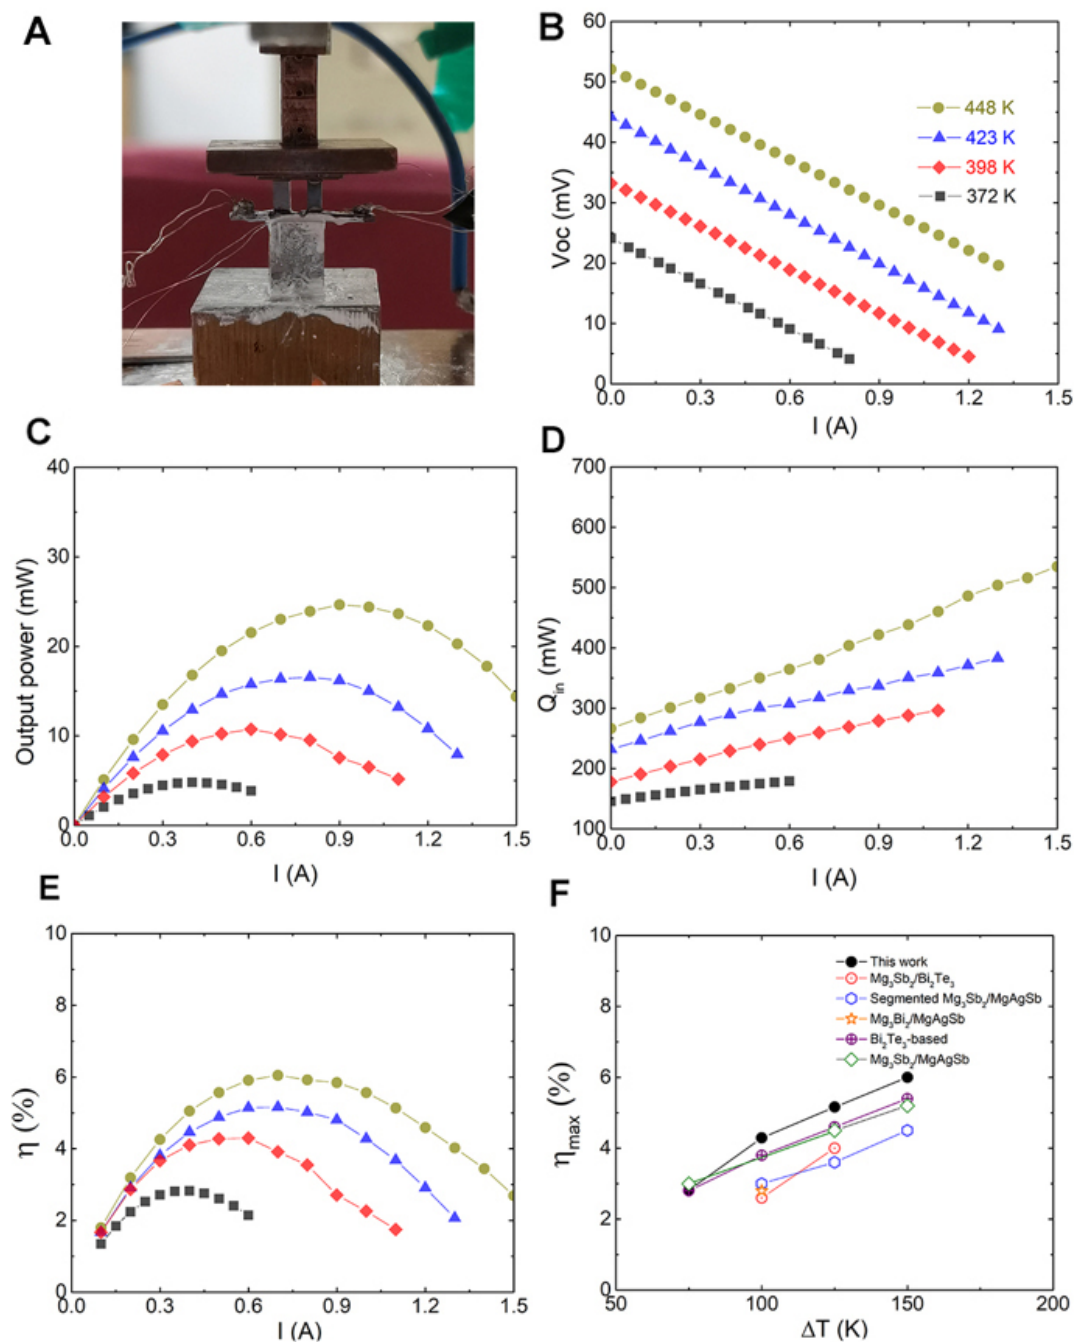 A
B
Voc (mV)
60
50
40
30
20
10
0
448 K
423 K
398 K
372 K
0.0 0.3 0.6 0.9 1.2 1.5
I (A)
C
Output power (mW)
40
30
20
10
0
0.0 0.3 0.6 0.9 1.2 1.5
I (A)
D
Q_in (mW)
700
600
500
400
300
200
100
0.0 0.3 0.6 0.9 1.2 1.5
I (A)
E
η (%)
10
8
6
4
2
0
0.0 0.3 0.6 0.9 1.2 1.5
I (A)
F
η_max (%)
10
8
6
4
2
0
This work
Mg₃Sb₂/Bi₂Te₃
Segmented Mg₃Sb₂/MgAgSb
Mg₃Bi₂/MgAgSb
Bi₂Te₃-based
Mg₃Sb₂/MgAgSb
50 100 150 200
ΔT (K)